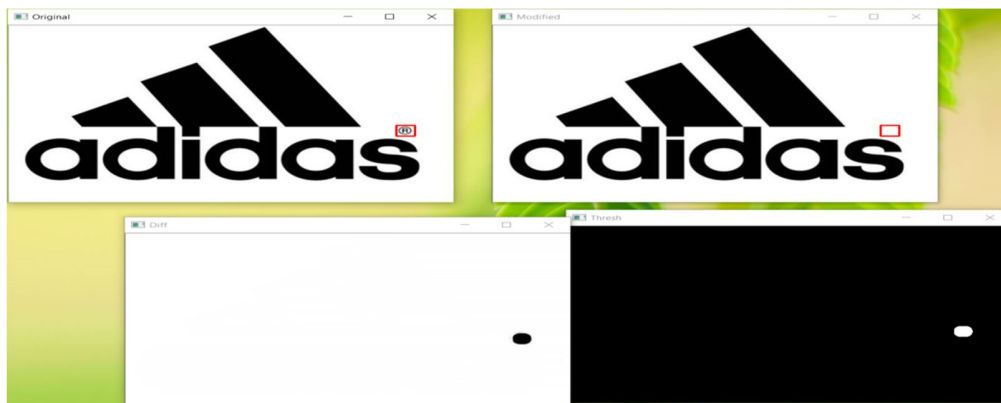 Original
Modified
adidas ®
adidas
Diff
Thresh